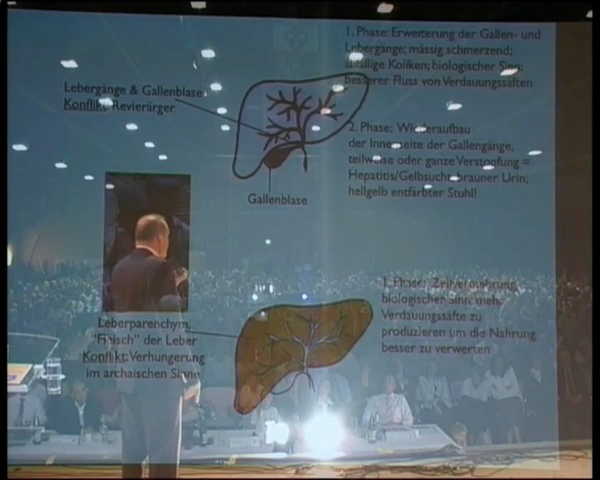 1. Phase: Erweiterung der Gallen- und
Lebergänge; mässig schmerzend;
allfällige Koliken; biologischer Sinn:
besserer Fluss von Verdauungssäften
Lebergänge & Gallenblase
Konflikt: Revierärger
2. Phase: Wiederaufbau
der Innenseite der Gallengänge,
teilweise oder ganze Verstopfung =
Hepatitis/Gelbsucht brauner Urin;
hellgelb entfärbter Stuhl!
Gallenblase
1. Phase: Zellvermehrung,
biologischer Sinn: mehr
Verdauungssäfte zu
produzieren um die Nahrung
besser zu verwerten
Leberparenchym,
"Fleisch" der Leber
Konflikt: Verhungerung
im archaischen Sinne